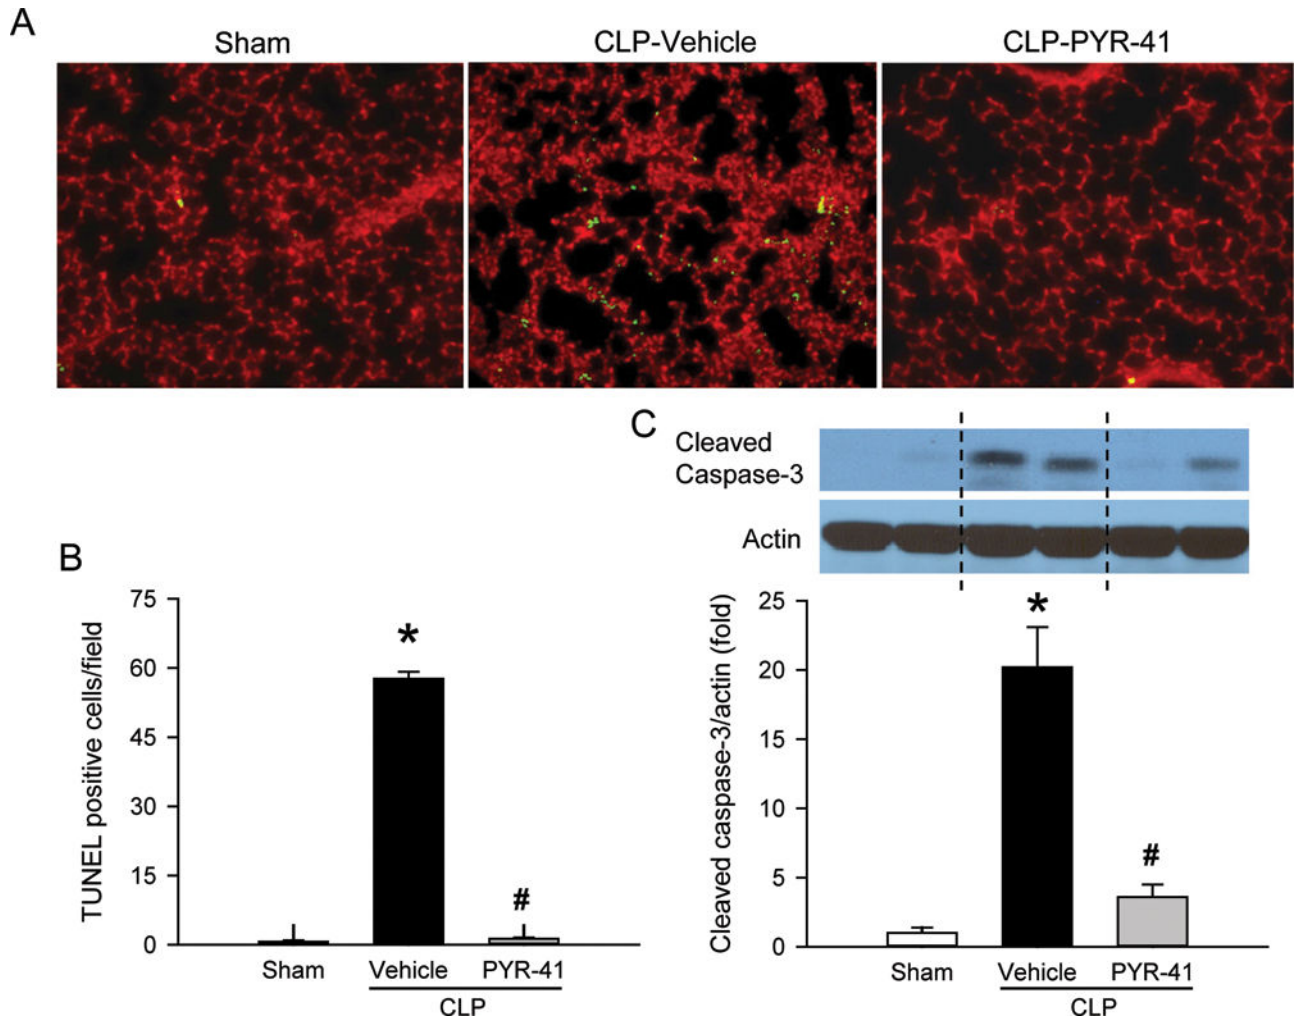 A
Sham
CLP-Vehicle
CLP-PYR-41
C
Cleaved
Caspase-3
Actin
B
TUNEL positive cells/field
75
60
45
30
15
0
*
#
Sham
Vehicle
PYR-41
CLP
Cleaved caspase-3/actin (fold)
25
20
15
10
5
0
*
#
Sham
Vehicle
PYR-41
CLP